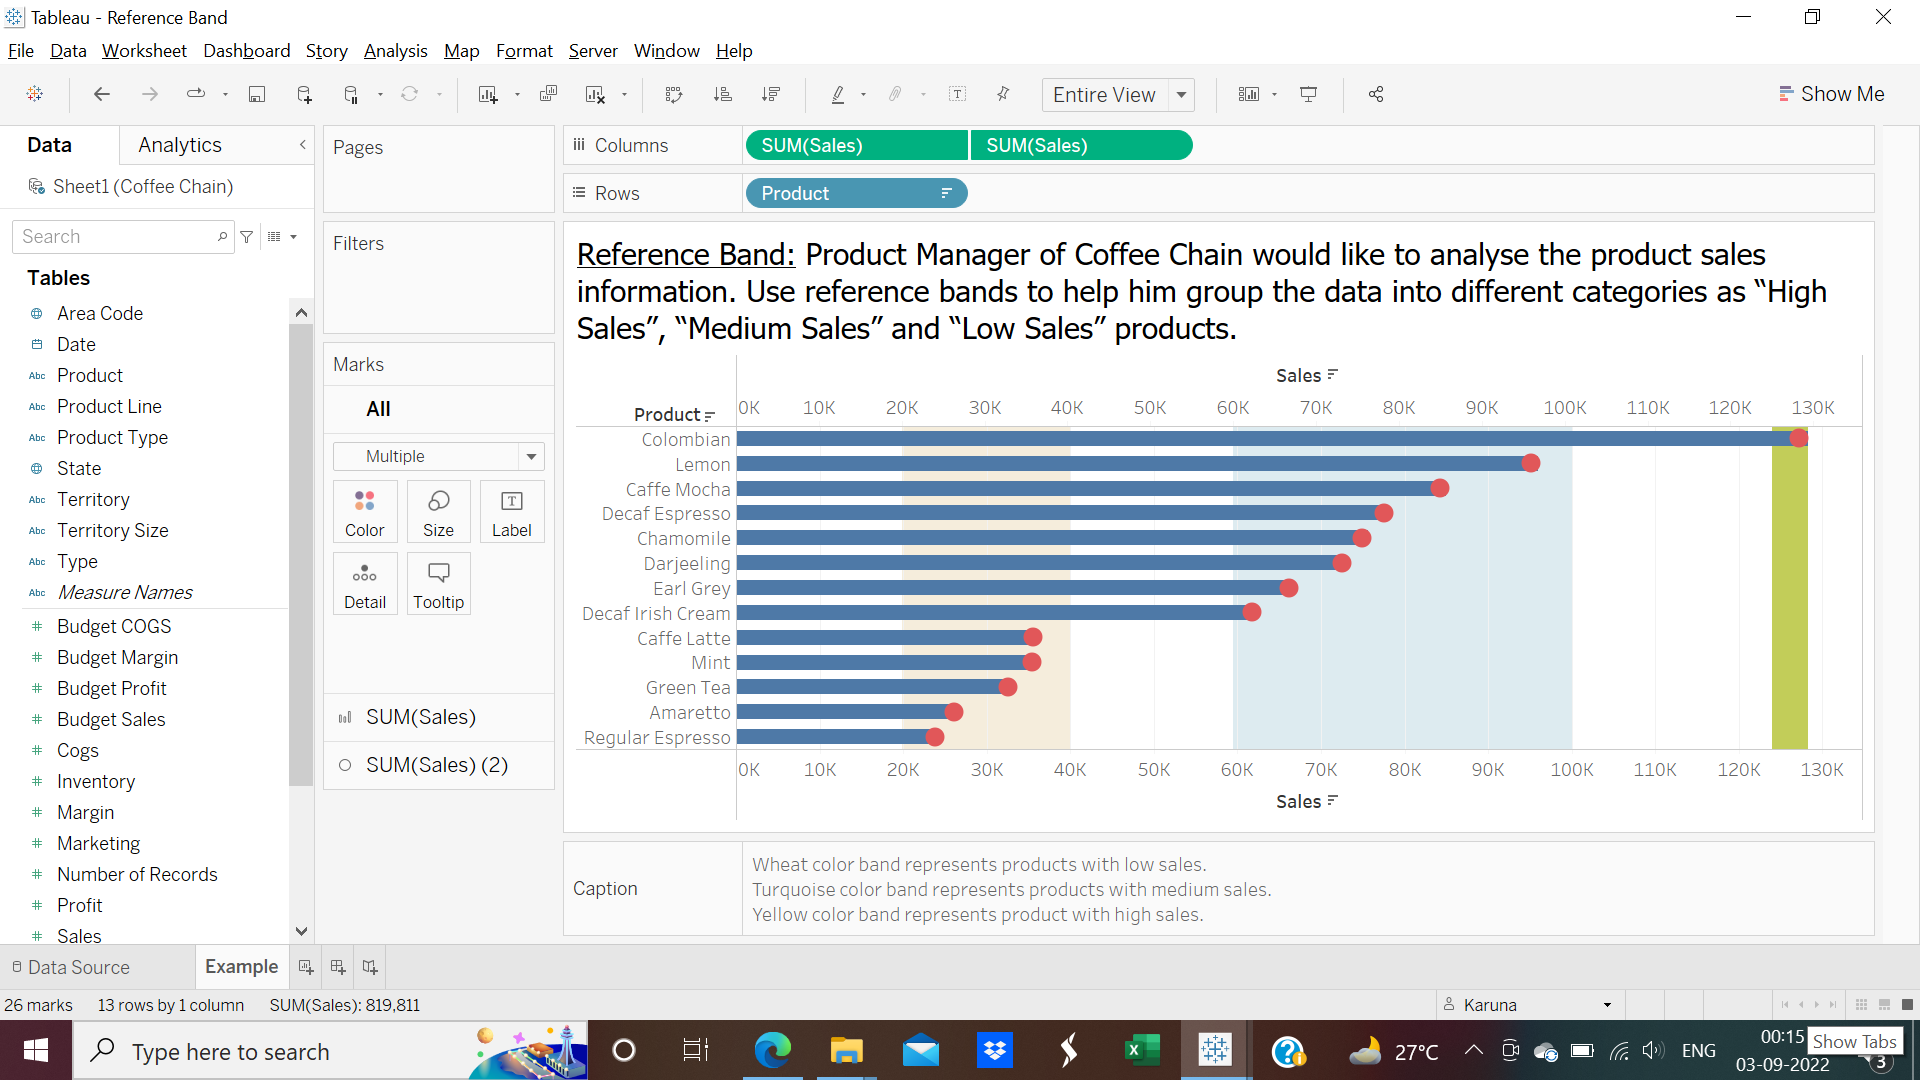 Tableau - Reference Band
File Data Worksheet Dashboard Story Analysis Map Format Server Window Help
Entire View
Show Me
Data Analytics
Sheet1 (Coffee Chain)
Search
Tables
Area Code
Date
Abc Product
Abc Product Line
Abc Product Type
State
Abc Territory
Abc Territory Size
Abc Type
Abc Measure Names
# Budget COGS
# Budget Margin
# Budget Profit
# Budget Sales
# Cogs
# Inventory
# Margin
# Marketing
# Number of Records
# Profit
# Sales
Pages
Filters
Marks
All
Multiple
Color Size Label
Detail Tooltip
SUM(Sales)
SUM(Sales) (2)
Columns SUM(Sales) SUM(Sales)
Rows Product
Reference Band: Product Manager of Coffee Chain would like to analyse the product sales
information. Use reference bands to help him group the data into different categories as “High
Sales”, “Medium Sales” and “Low Sales” products.
Sales
Product 0K 10K 20K 30K 40K 50K 60K 70K 80K 90K 100K 110K 120K 130K
Colombian
Lemon
Caffe Mocha
Decaf Espresso
Chamomile
Darjeeling
Earl Grey
Decaf Irish Cream
Caffe Latte
Mint
Green Tea
Amaretto
Regular Espresso
0K 10K 20K 30K 40K 50K 60K 70K 80K 90K 100K 110K 120K 130K
Sales
Caption
Wheat color band represents products with low sales.
Turquoise color band represents products with medium sales.
Yellow color band represents product with high sales.
Data Source Example
26 marks 13 rows by 1 column SUM(Sales): 819,811
Karuna
Type here to search
27°C
ENG
00:15
03-09-2022
Show Tabs
3